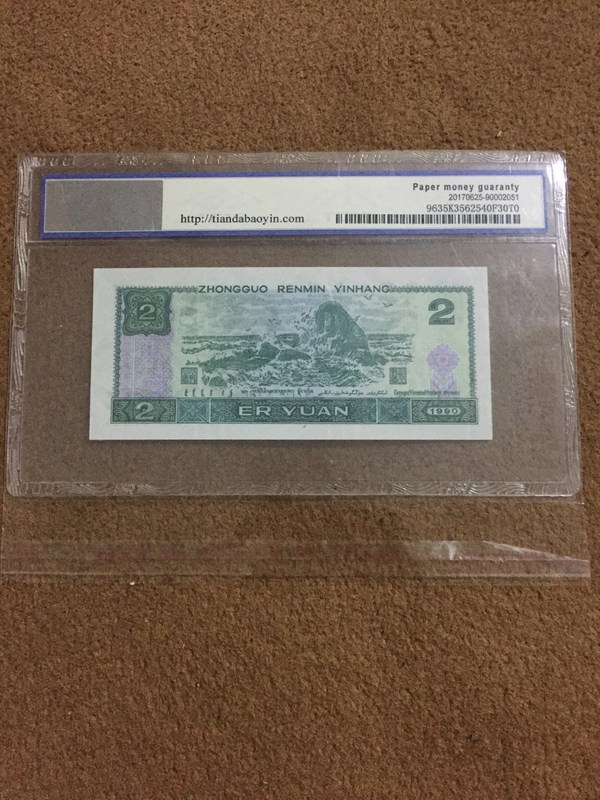 Paper money guaranty
20170625-90002051
http://tiandabaoyin.com
9635K3562540F30T0
ZHONGGUO RENMIN YINHANG
2
2
2
ER YUAN
1990